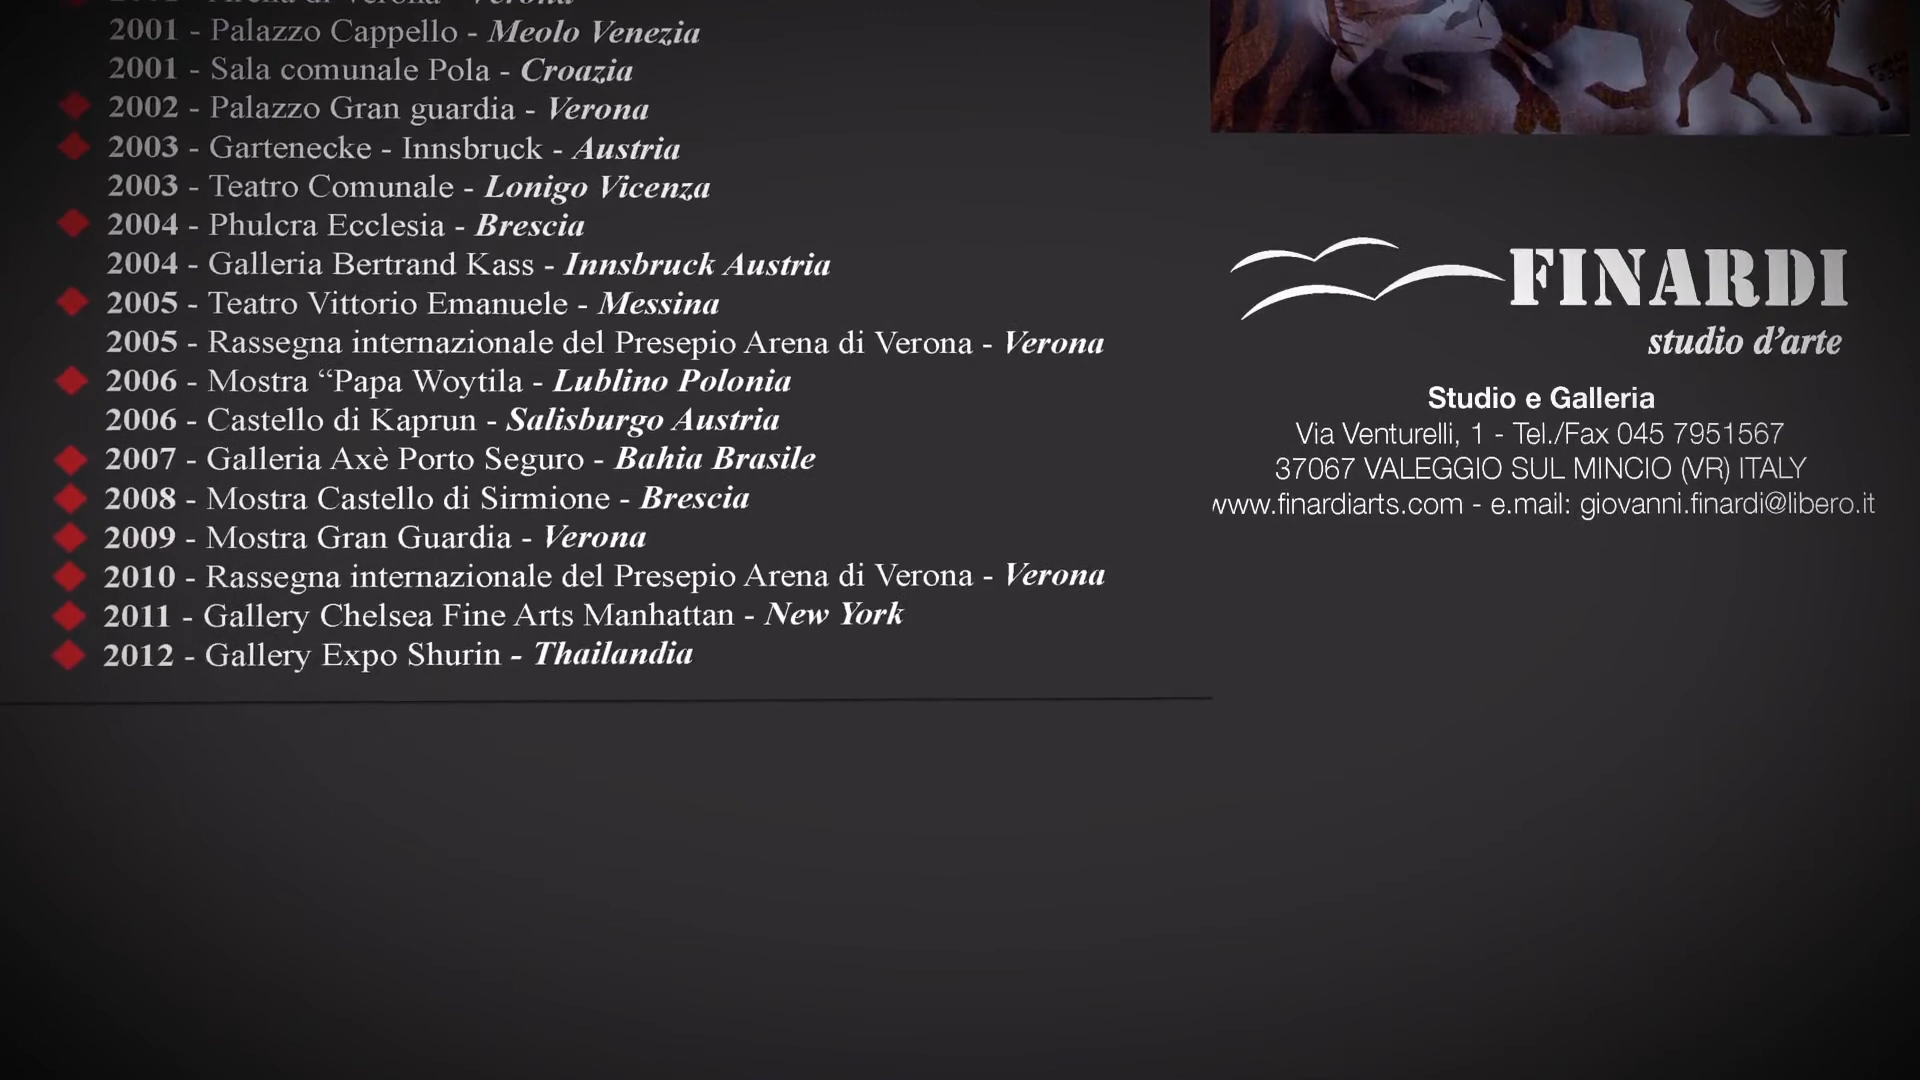 Arena di Verona - Verona
2001 - Palazzo Cappello - Meolo Venezia
2001 - Sala comunale Pola - Croazia
2002 - Palazzo Gran guardia - Verona
2003 - Gartenecke - Innsbruck - Austria
2003 - Teatro Comunale - Lonigo Vicenza
2004 - Phulcra Ecclesia - Brescia
2004 - Galleria Bertrand Kass - Innsbruck Austria
2005 - Teatro Vittorio Emanuele - Messina
2005 - Rassegna internazionale del Presepio Arena di Verona - Verona
2006 - Mostra “Papa Woytila - Lublino Polonia
2006 - Castello di Kaprun - Salisburgo Austria
2007 - Galleria Axè Porto Seguro - Bahia Brasile
2008 - Mostra Castello di Sirmione - Brescia
2009 - Mostra Gran Guardia - Verona
2010 - Rassegna internazionale del Presepio Arena di Verona - Verona
2011 - Gallery Chelsea Fine Arts Manhattan - New York
2012 - Gallery Expo Shurin - Thailandia
FINARDI
studio d’arte
Studio e Galleria
Via Venturelli, 1 - Tel./Fax 045 7951567
37067 VALEGGIO SUL MINCIO (VR) ITALY
www.finardiarts.com - e.mail: giovanni.finardi@libero.it